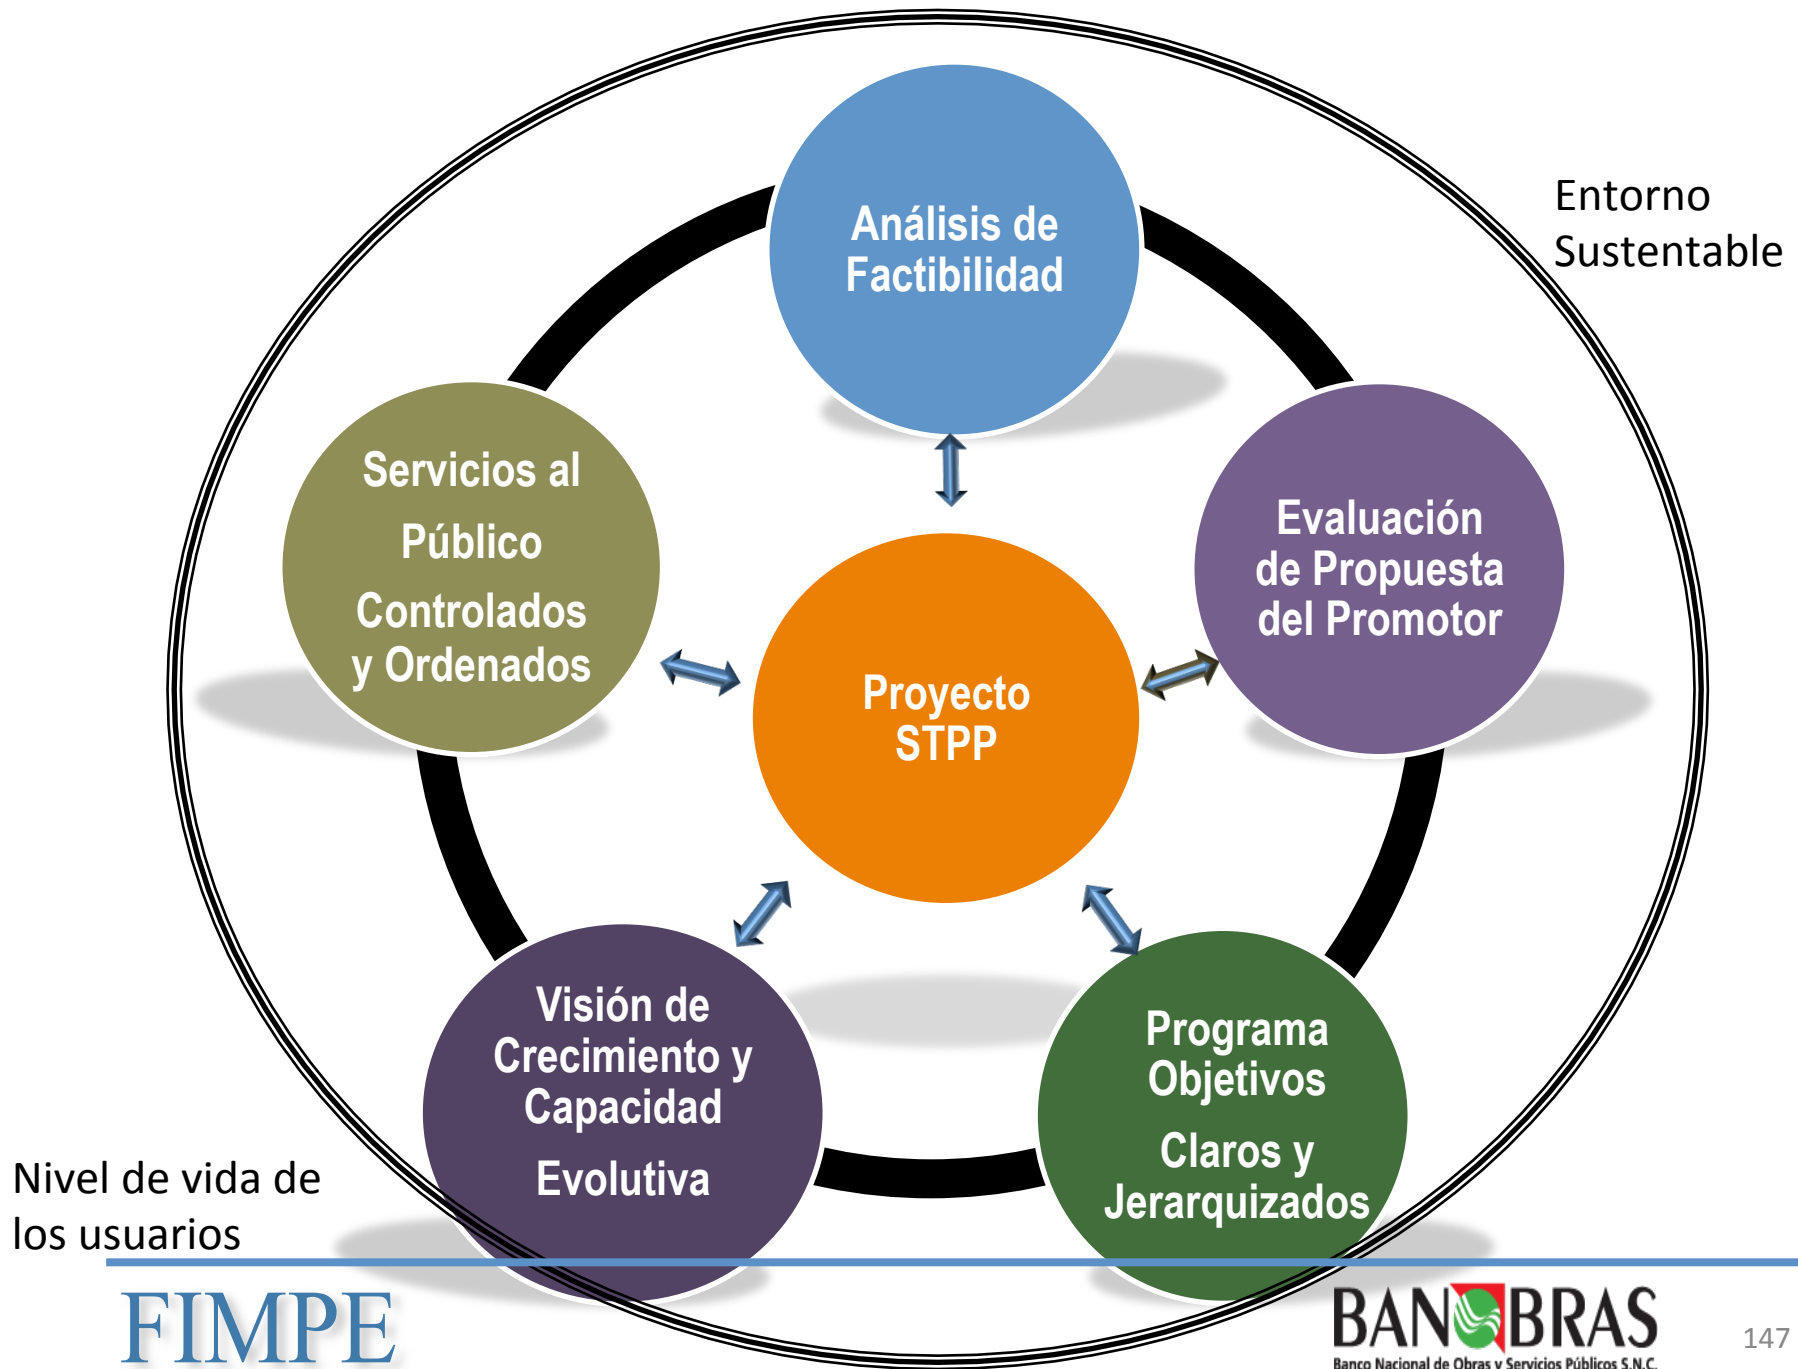 Análisis de
Factibilidad
Entorno
Sustentable
Servicios al
Público
Controlados
y Ordenados
Evaluación
de Propuesta
del Promotor
Proyecto
STPP
Visión de
Crecimiento y
Capacidad
Evolutiva
Programa
Objetivos
Claros y
Jerarquizados
Nivel de vida de
los usuarios
FIMPE
BANOBRAS
Banco Nacional de Obras y Servicios Públicos S.N.C.
147